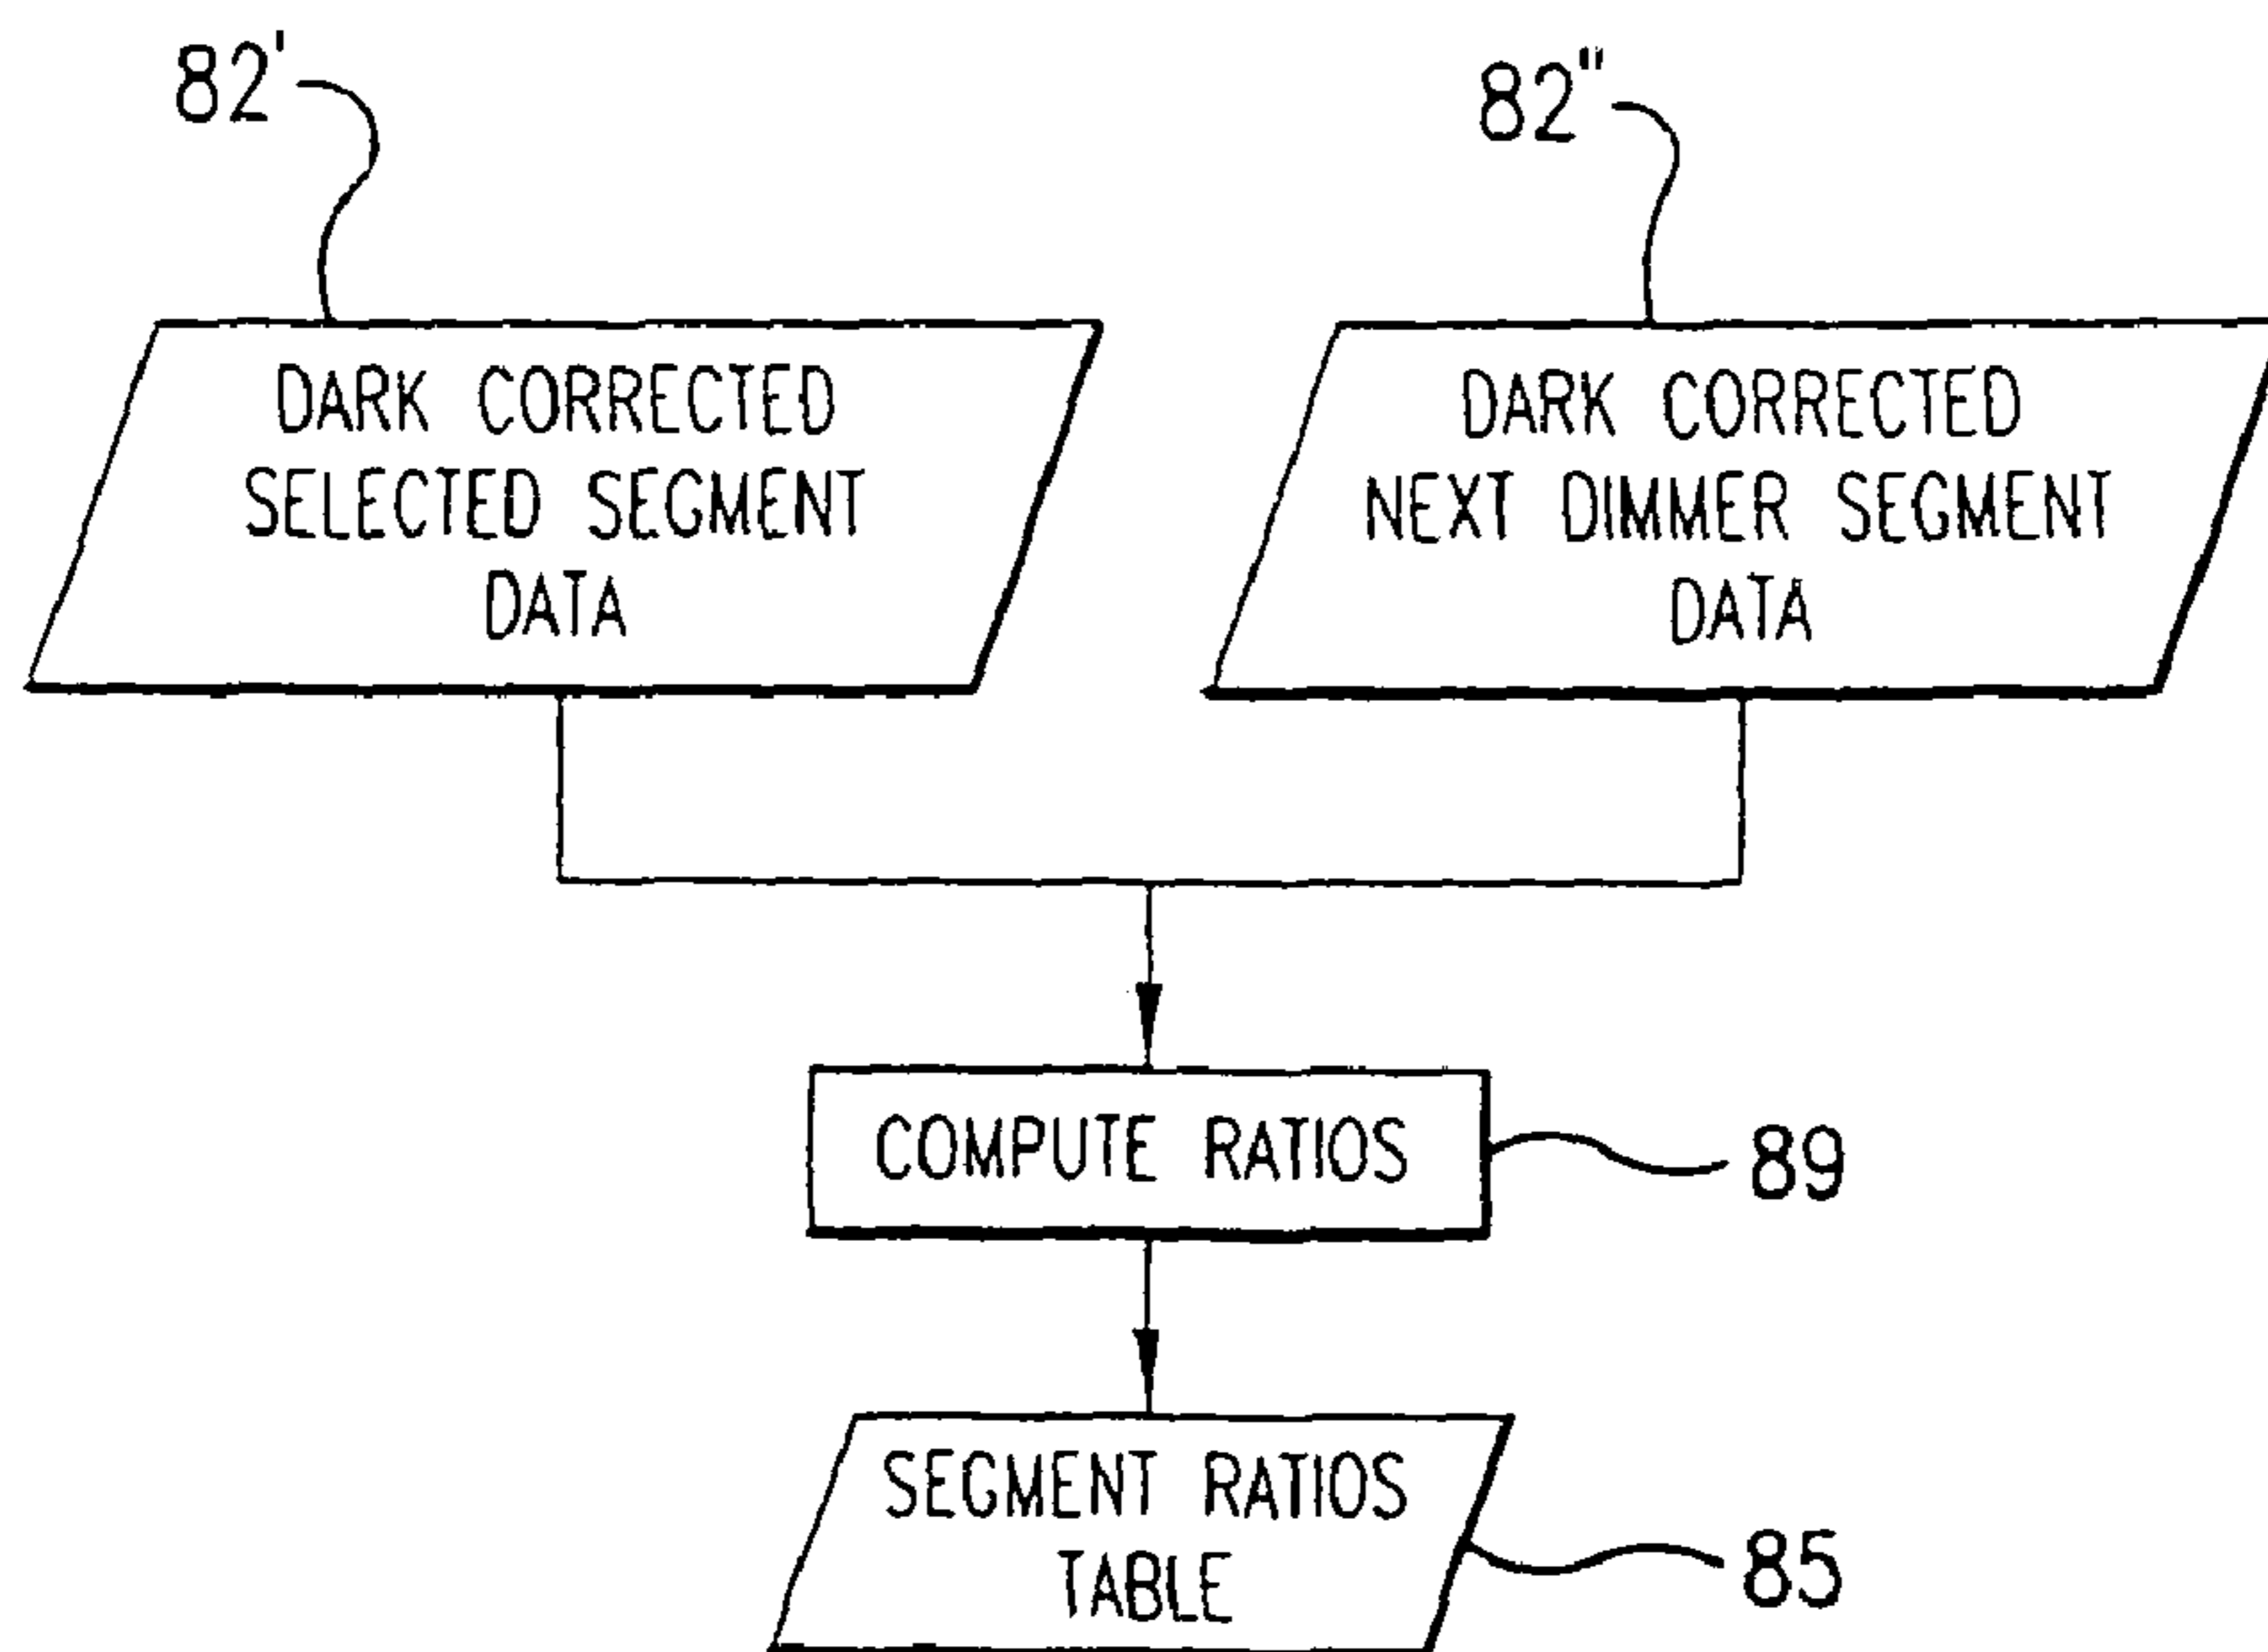 82'
82"
DARK CORRECTED
SELECTED SEGMENT
DATA
DARK CORRECTED
NEXT DIMMER SEGMENT
DATA
COMPUTE RATIOS
89
SEGMENT RATIOS
TABLE
85